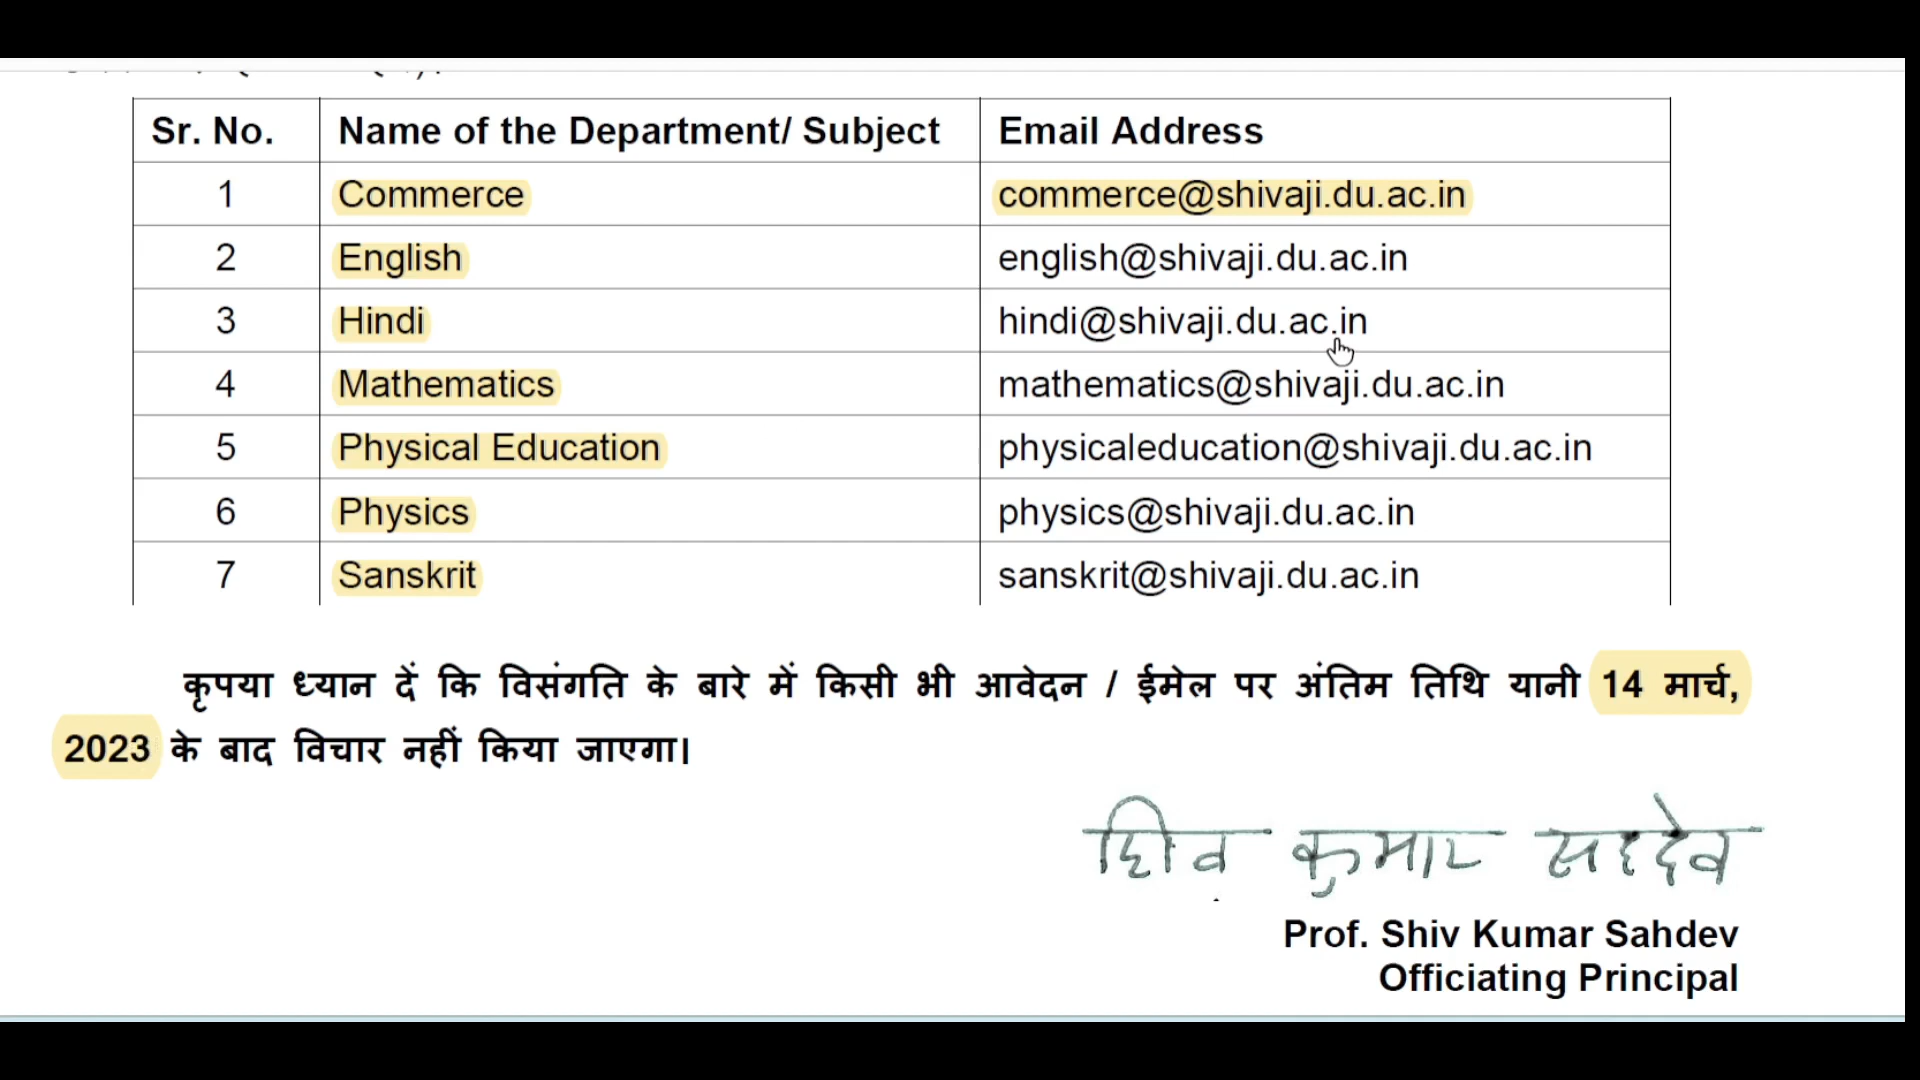 Sr. No. Name of the Department/ Subject Email Address
1 Commerce commerce@shivaji.du.ac.in
2 English english@shivaji.du.ac.in
3 Hindi hindi@shivaji.du.ac.in
4 Mathematics mathematics@shivaji.du.ac.in
5 Physical Education physicaleducation@shivaji.du.ac.in
6 Physics physics@shivaji.du.ac.in
7 Sanskrit sanskrit@shivaji.du.ac.in
कृपया ध्यान दें कि विसंगति के बारे में किसी भी आवेदन / ईमेल पर अंतिम तिथि यानी 14 मार्च,
2023 के बाद विचार नहीं किया जाएगा।
शिव कुमार सहदेव
Prof. Shiv Kumar Sahdev
Officiating Principal